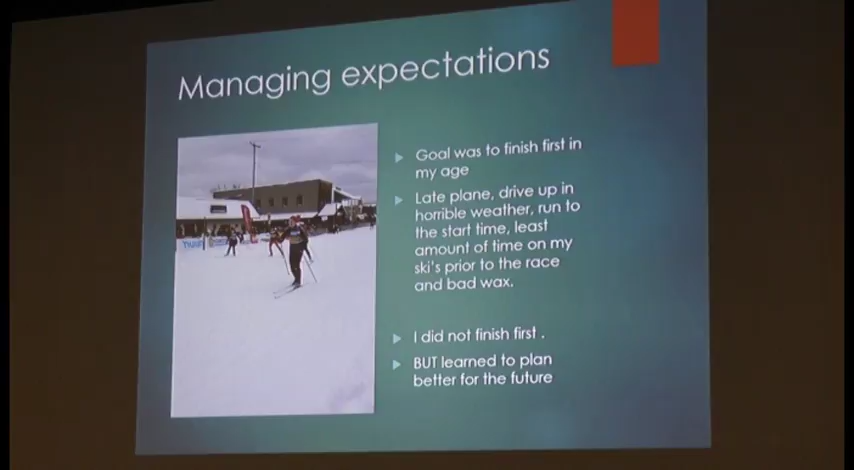 Managing expectations
Goal was to finish first in
my age
Late plane, drive up in
horrible weather, run to
the start time, least
amount of time on my
ski's prior to the race
and bad wax.
I did not finish first .
BUT learned to plan
better for the future